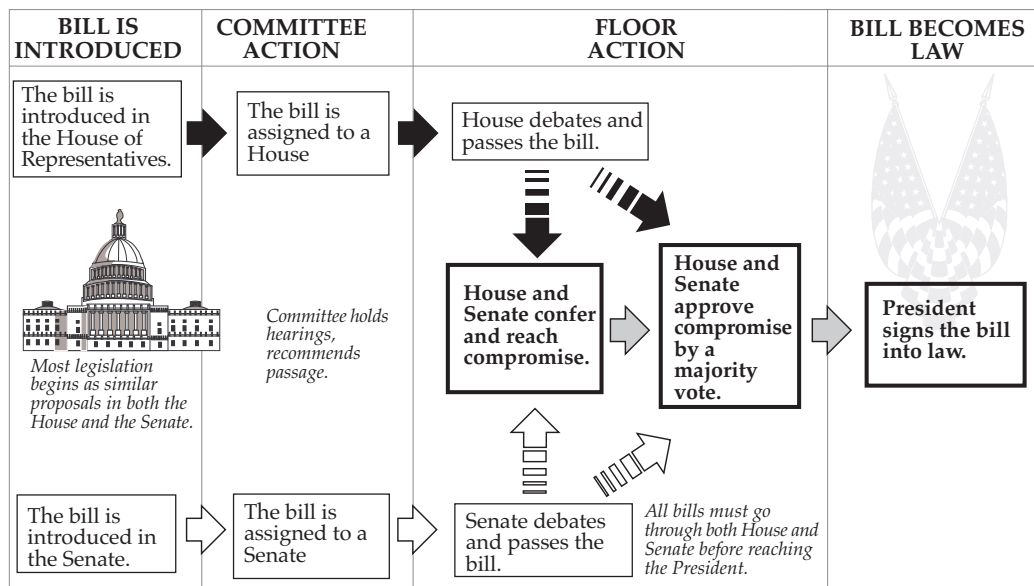 BILL IS
INTRODUCED
COMMITTEE
ACTION
FLOOR
ACTION
BILL BECOMES
LAW
The bill is
introduced in
the House of
Representatives.
The bill is
assigned to a
House
House debates and
passes the bill.
Most legislation
begins as similar
proposals in both the
House and the Senate.
Committee holds
hearings,
recommends
passage.
House and
Senate confer
and reach
compromise.
House and
Senate
approve
compromise
by a
majority
vote.
President
signs the bill
into law.
The bill is
introduced in
the Senate.
The bill is
assigned to a
Senate
Senate debates
and passes the
bill.
All bills must go
through both House and
Senate before reaching
the President.